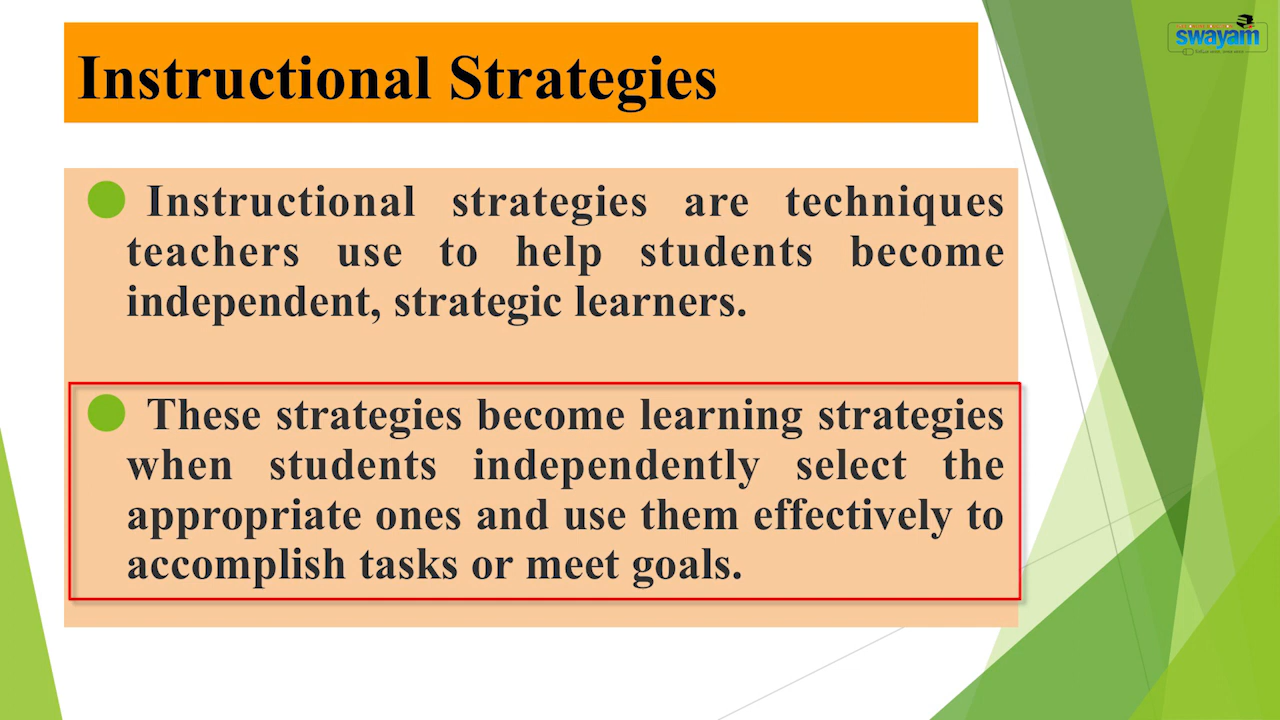 swayam
Instructional Strategies
Instructional strategies are techniques
teachers use to help students become
independent, strategic learners.
These strategies become learning strategies
when students independently select the
appropriate ones and use them effectively to
accomplish tasks or meet goals.